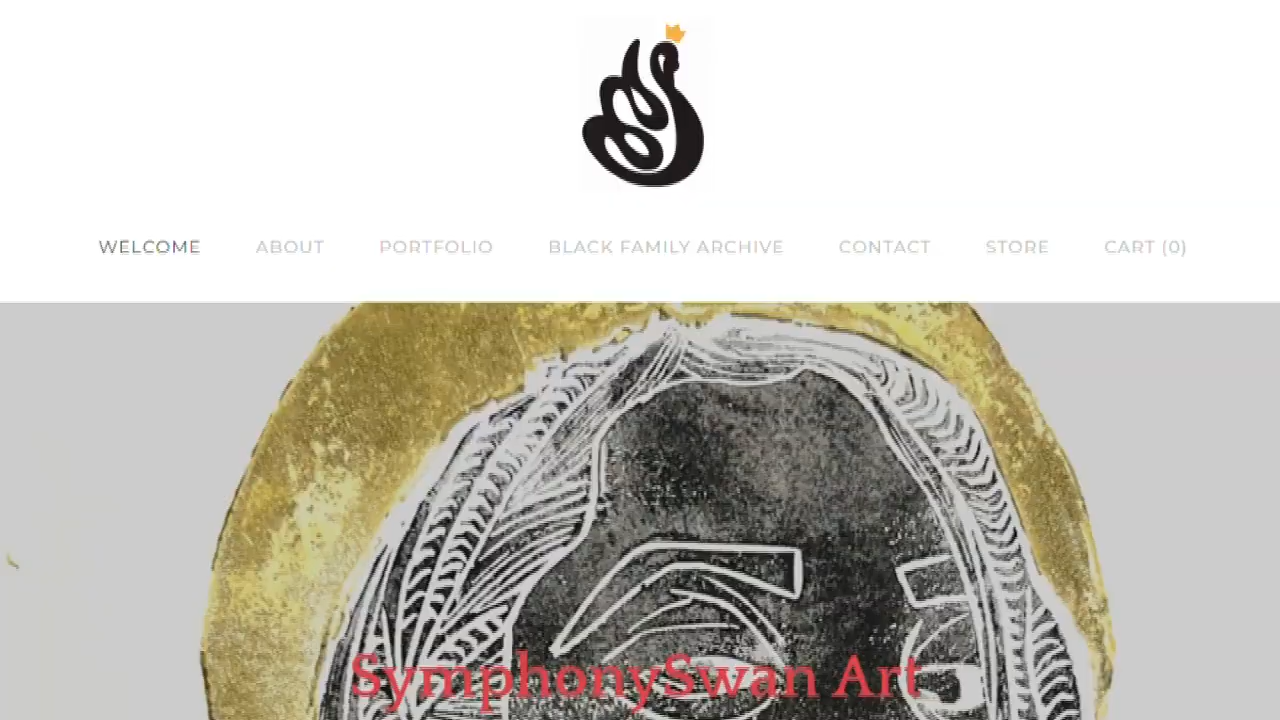 WELCOME ABOUT PORTFOLIO BLACK FAMILY ARCHIVE CONTACT STORE CART (0)
SymphonySwan Art